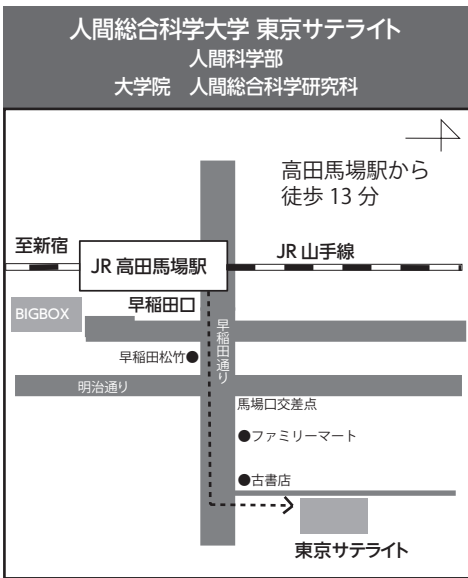 人間総合科学大学 東京サテライト
人間科学部
大学院 人間総合科学研究科
高田馬場駅から
徒歩 13 分
至新宿
JR 高田馬場駅
JR 山手線
BIGBOX
早稲田口
早稲田通り
早稲田松竹●
明治通り
馬場口交差点
●ファミリーマート
●古書店
東京サテライト